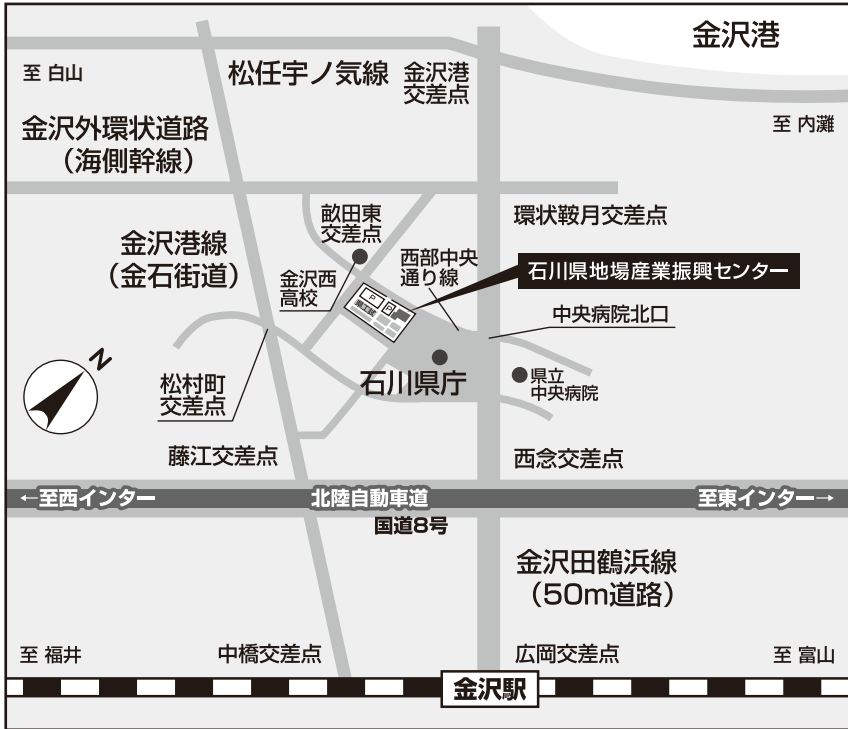 金沢港
至 白山
松任宇ノ気線
金沢港
交差点
至 内灘
金沢外環状道路
（海側幹線）
畝田東
交差点
環状鞍月交差点
金沢港線
（金石街道）
金沢西
高校
西部中央
通り線
石川県地場産業振興センター
P
P
県工試
中央病院北口
N
松村町
交差点
石川県庁
県立
中央病院
藤江交差点
西念交差点
←至西インター
北陸自動車道
至東インター→
国道8号
金沢田鶴浜線
（50m道路）
至 福井
中橋交差点
広岡交差点
至 富山
金沢駅